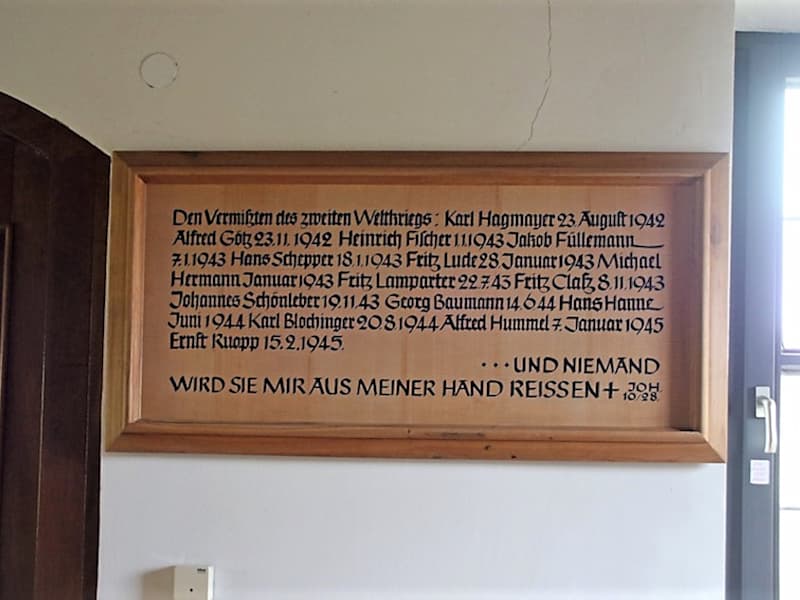 Den Vermißten des zweiten Weltkriegs: Karl Hagmayer 23. August 1942
Alfred Götz 23.11.1942 Heinrich Fischer 1.1.1943 Jakob Füllemann
7.1.1943 Hans Schepper 18.1.1943 Fritz Lude 28. Januar 1943 Michael
Hermann Januar 1943 Fritz Lamparter 22.7.43 Fritz Claß 8.11.1943
Johannes Schönleber 19.11.43 Georg Baumann 14.6.44 Hans Hanne
Juni 1944 Karl Blochinger 20.8.1944 Alfred Hummel 7. Januar 1945
Ernst Ruopp 15.2.1945.
...UND NIEMAND
WIRD SIE MIR AUS MEINER HAND REISSEN + JOH. 10/28.